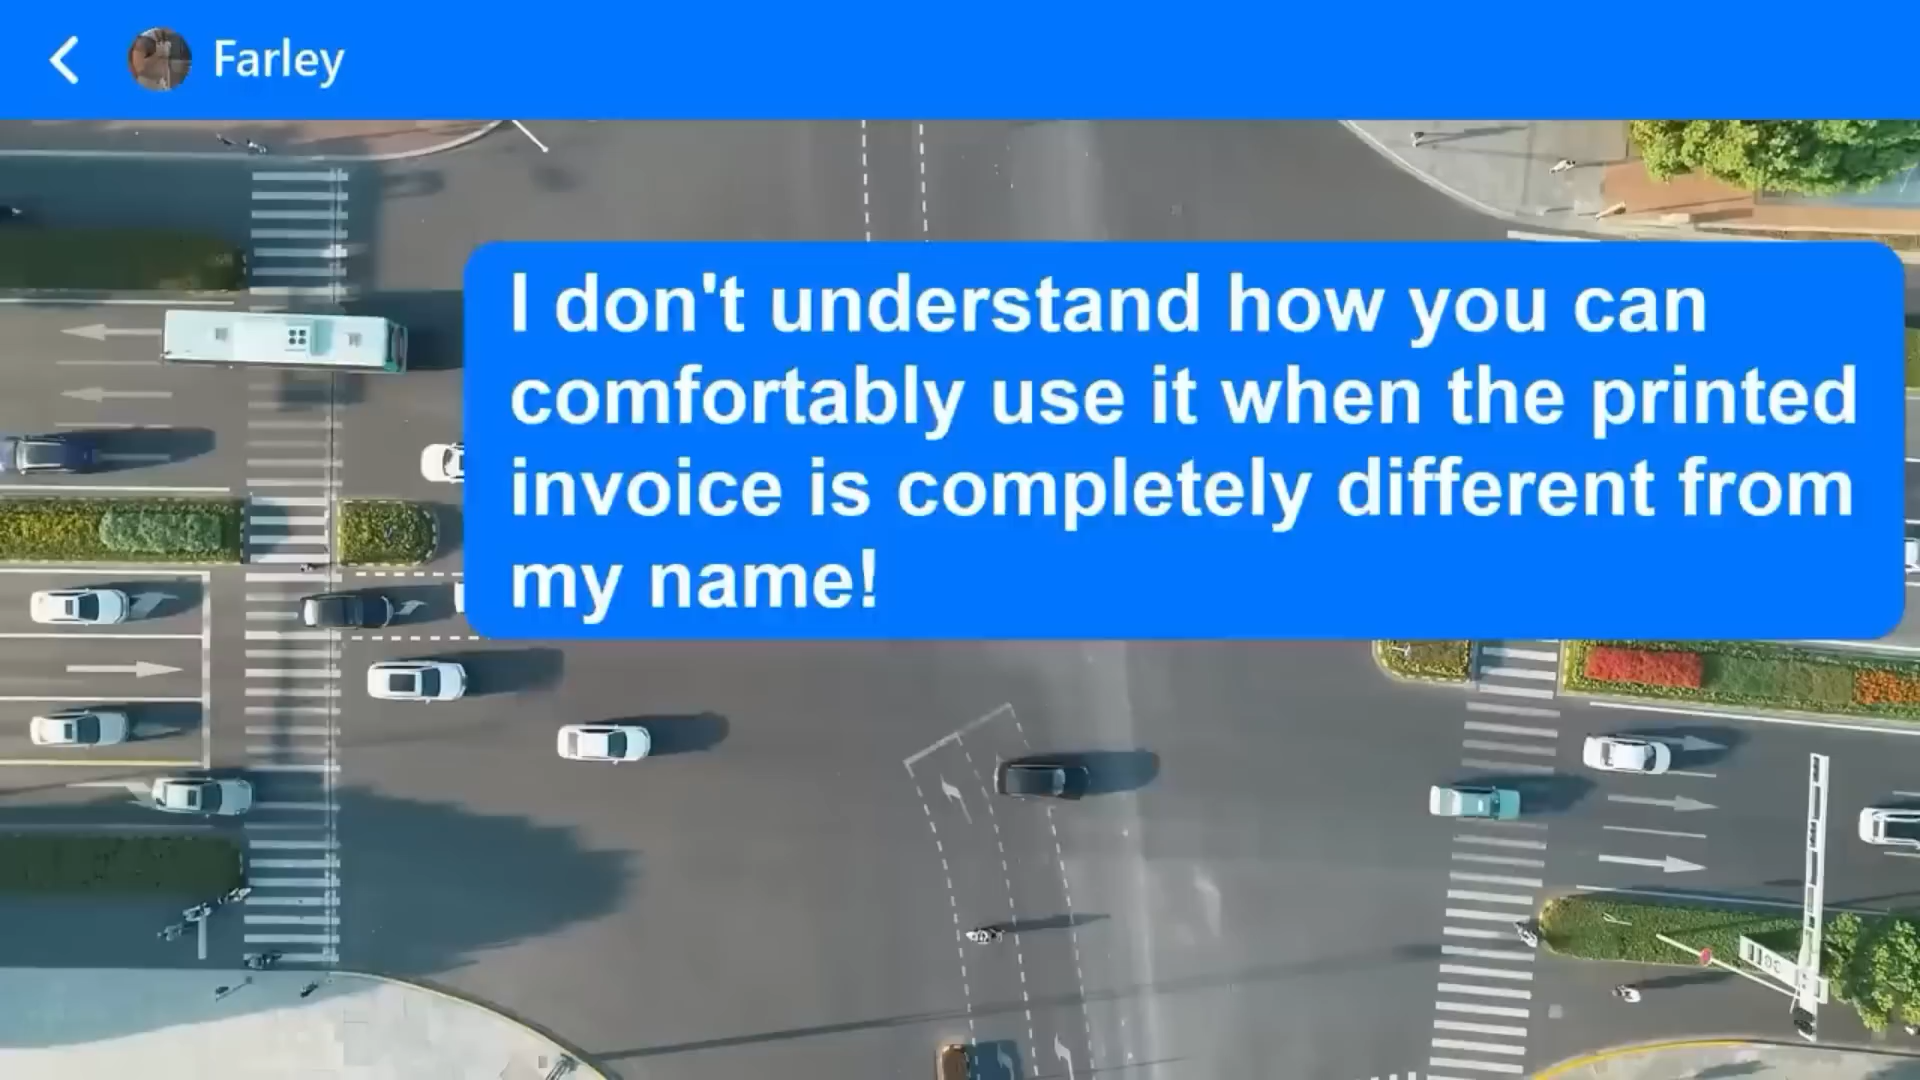 Farley
I don't understand how you can
comfortably use it when the printed
invoice is completely different from
my name!